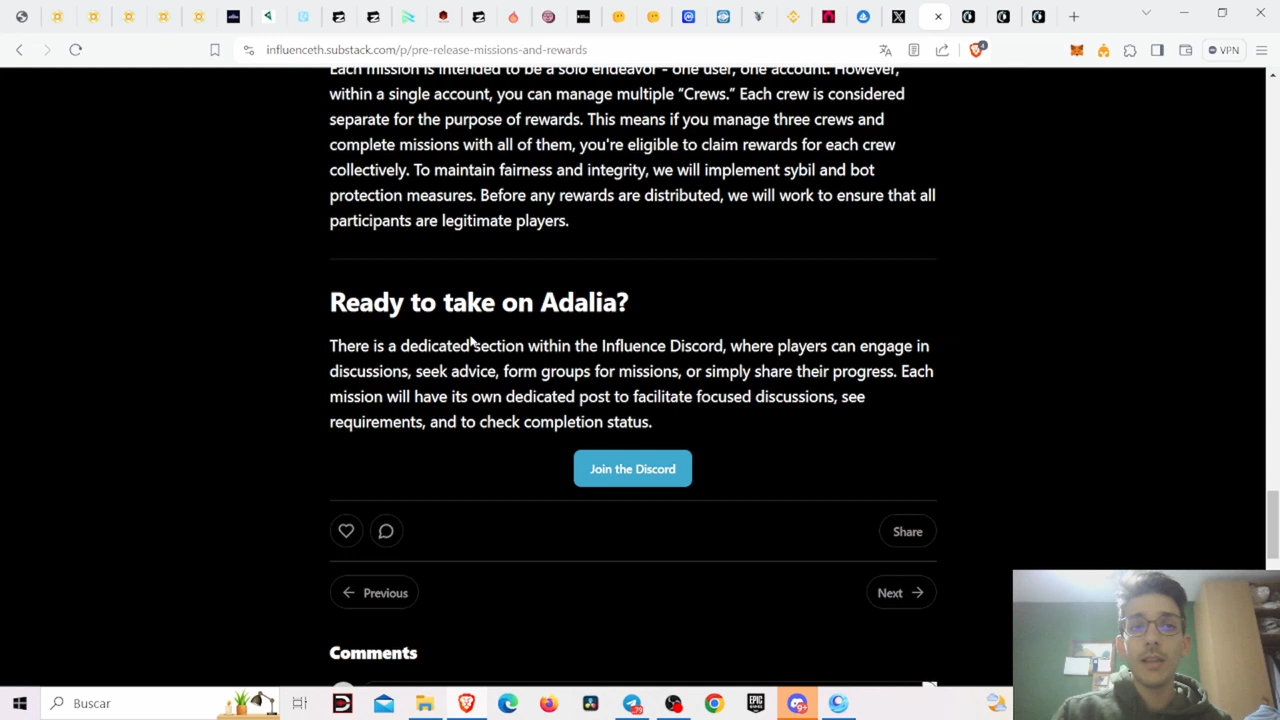 influenceth.substack.com/p/pre-release-missions-and-rewards
4
VPN
Each mission is intended to be a solo endeavor - one user, one account. However,
within a single account, you can manage multiple “Crews.” Each crew is considered
separate for the purpose of rewards. This means if you manage three crews and
complete missions with all of them, you're eligible to claim rewards for each crew
collectively. To maintain fairness and integrity, we will implement sybil and bot
protection measures. Before any rewards are distributed, we will work to ensure that all
participants are legitimate players.
Ready to take on Adalia?
There is a dedicated section within the Influence Discord, where players can engage in
discussions, seek advice, form groups for missions, or simply share their progress. Each
mission will have its own dedicated post to facilitate focused discussions, see
requirements, and to check completion status.
Join the Discord
Share
Previous
Next
Comments
Buscar